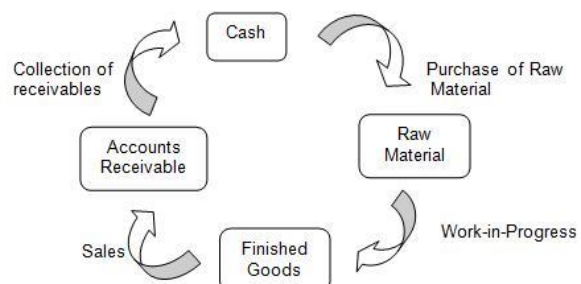 Cash
Purchase of Raw
Material
Raw
Material
Work-in-Progress
Finished
Goods
Sales
Accounts
Receivable
Collection of
receivables